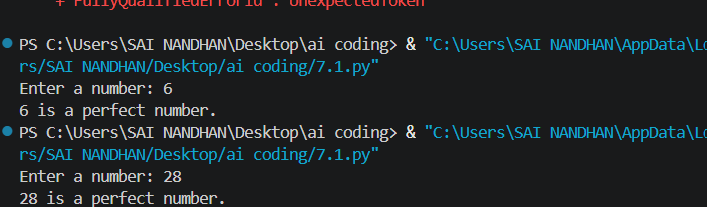 + FullyQualifiedErrorId : UnexpectedToken
PS C:\Users\SAI NANDHAN\Desktop\ai coding> & "C:\Users\SAI NANDHAN\AppData\Lo
rs/SAI NANDHAN/Desktop/ai coding/7.1.py"
Enter a number: 6
6 is a perfect number.
PS C:\Users\SAI NANDHAN\Desktop\ai coding> & "C:\Users\SAI NANDHAN\AppData\Lo
rs/SAI NANDHAN/Desktop/ai coding/7.1.py"
Enter a number: 28
28 is a perfect number.